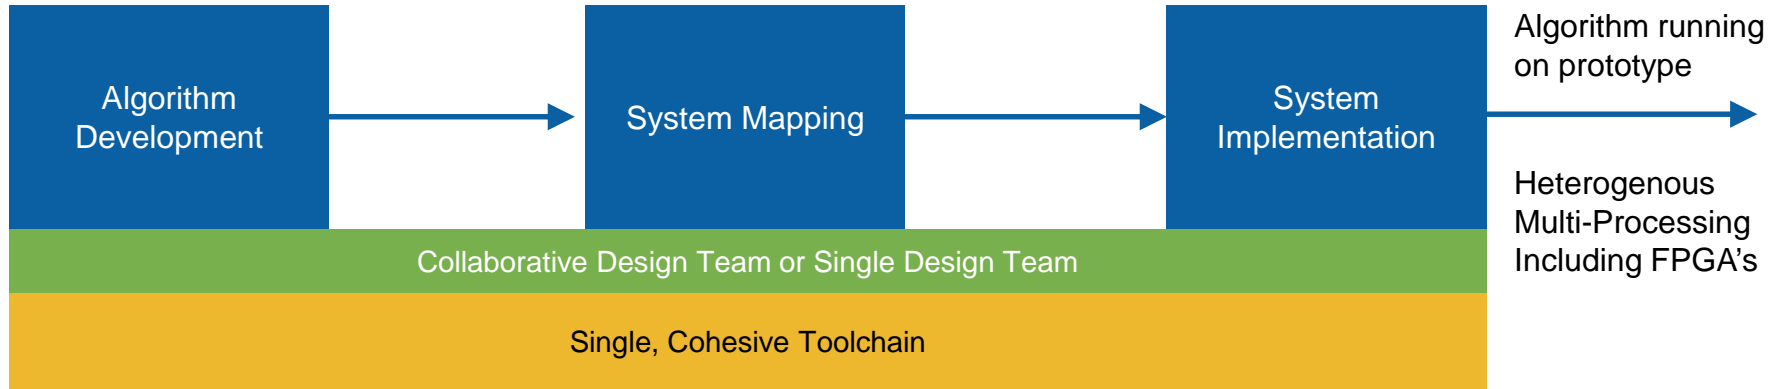 Algorithm
Development
System Mapping
System
Implementation
Algorithm running
on prototype
Heterogenous
Multi-Processing
Including FPGA's
Collaborative Design Team or Single Design Team
Single, Cohesive Toolchain